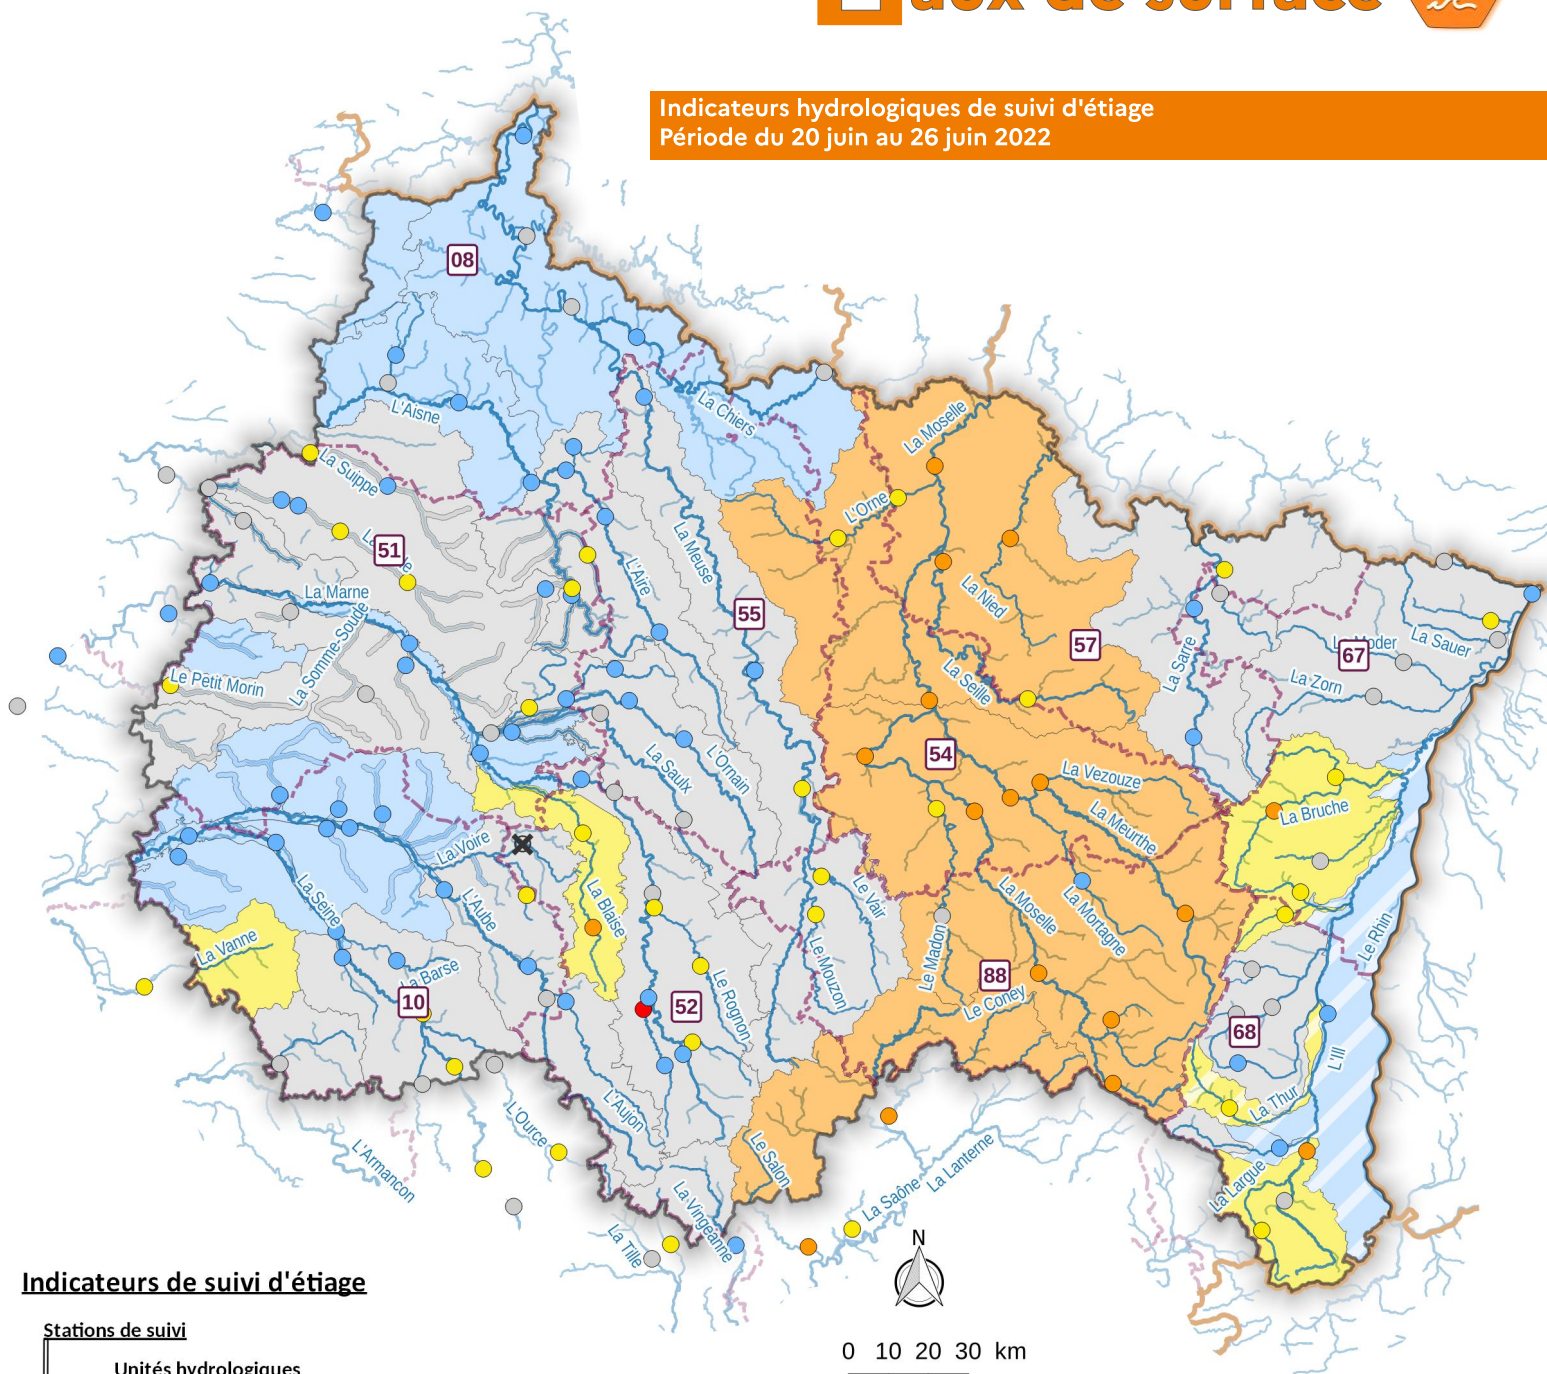 aux de surface
Indicateurs hydrologiques de suivi d'étiage
Période du 20 juin au 26 juin 2022
08
L'Aisne
La Chiers
La Moselle
La Suippe
L'Orne
51
La Meuse
L'Aire
La Marne
La Nied
55
57
La Somme-Soude
La Sarre
67
La Sauer
Le Petit Morin
La Seille
La Zorn
54
La Saulx
L'Ornain
La Vezouze
La Meurthe
La Bruche
La Voire
La Seine
L'Aube
La Blaise
Le Vair
La Moselle
La Mortagne
La Vanne
Le Rhin
La Barse
10
52
Le Rognon
Le Mouzon
Le Madon
88
Le Coney
68
L'Ill
La Thur
L'Aujon
L'Ource
L'Armançon
Le Salon
La Lanterne
La Saône
La Largue
La Vingeanne
La Tille
N
Indicateurs de suivi d'étiage
Stations de suivi
Unités hydrologiques
0 10 20 30 km